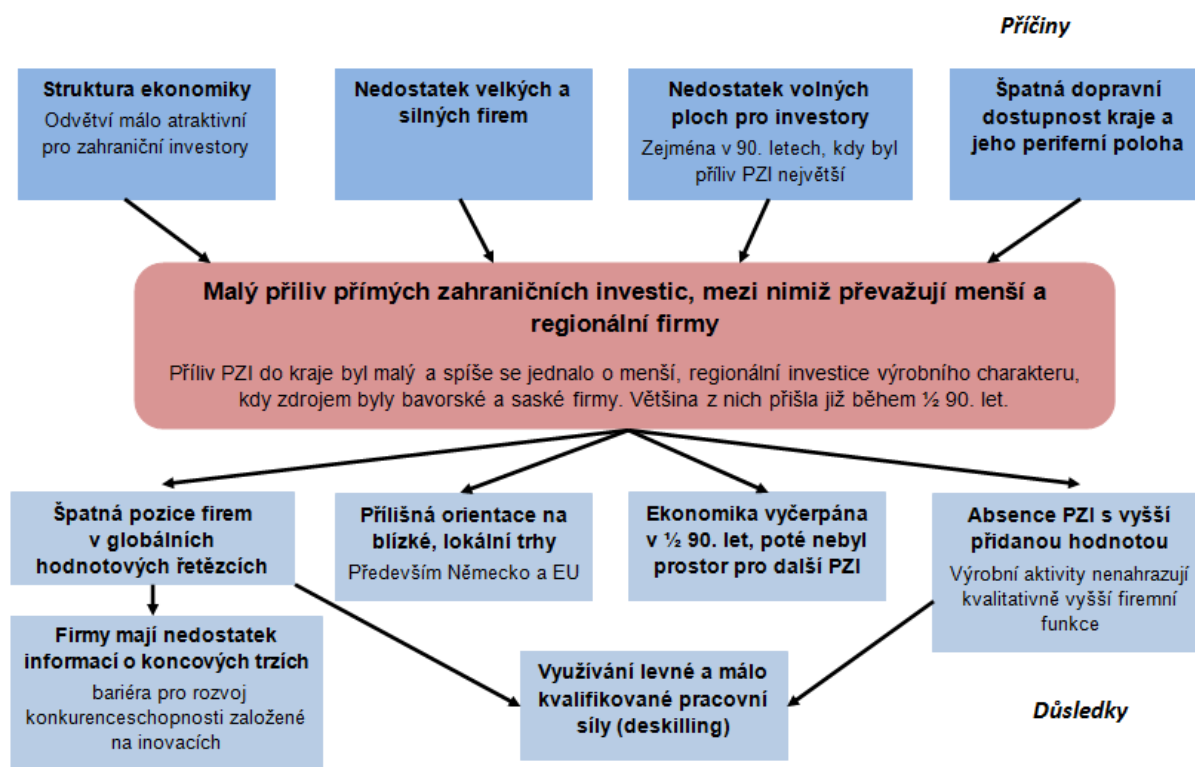 Příčiny
Struktura ekonomiky
Odvětví málo atraktivní
pro zahraniční investory
Nedostatek velkých a
silných firem
Nedostatek volných
ploch pro investory
Zejména v 90. letech, kdy byl
příliv PZI největší
Špatná dopravní
dostupnost kraje a
jeho periferní poloha
Malý přiliv přímých zahraničních investic, mezi nimiž převažují menší a
regionální firmy
Příliv PZI do kraje byl malý a spíše se jednalo o menší, regionální investice výrobního charakteru,
kdy zdrojem byly bavorské a saské firmy. Většina z nich přišla již během ½ 90. let.
Špatná pozice firem
v globálních
hodnotových řetězcích
Přílišná orientace na
blízké, lokální trhy
Především Německo a EU
Ekonomika vyčerpána
v ½ 90. let, poté nebyl
prostor pro další PZI
Absence PZI s vyšší
přidanou hodnotou
Výrobní aktivity nenahrazují
kvalitativně vyšší firemní
funkce
Firmy mají nedostatek
informací o koncových trzích
bariéra pro rozvoj
konkurenceschopnosti založené
na inovacích
Využívání levné a málo
kvalifikované pracovní
síly (deskilling)
Důsledky